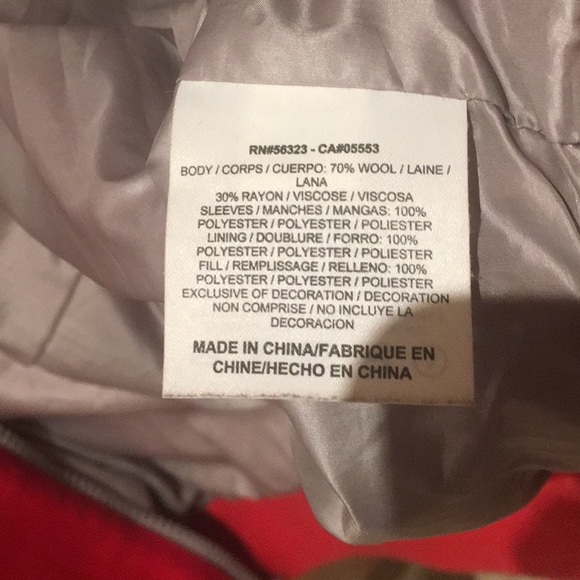 RN#56323 - CA#05553
BODY / CORPS / CUERPO: 70% WOOL / LAINE /
LANA
30% RAYON / VISCOSE / VISCOSA
SLEEVES / MANCHES / MANGAS: 100%
POLYESTER / POLYESTER / POLIESTER
LINING / DOUBLURE / FORRO: 100%
POLYESTER / POLYESTER / POLIESTER
FILL / REMPLISSAGE / RELLENO: 100%
POLYESTER / POLYESTER / POLIESTER
EXCLUSIVE OF DECORATION / DECORATION
NON COMPRISE / NO INCLUYE LA
DECORACION
MADE IN CHINA/FABRIQUE EN
CHINE/HECHO EN CHINA